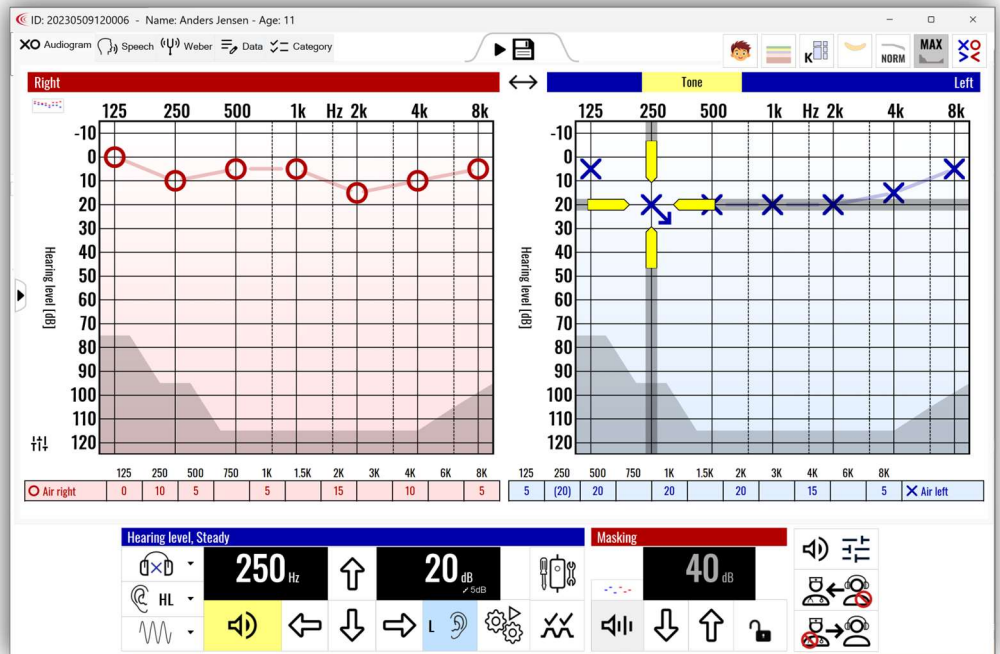 ID: 20230509120006 - Name: Anders Jensen - Age: 11
XO Audiogram Speech Weber Data Category
K NORM MAX XO
Right
Tone Left
125 250 500 1k Hz 2k 4k 8k
-10
0
10
20
30
40
50
60
70
80
90
100
110
120
Hearing level [dB]
125 250 500 1k Hz 2k 4k 8k
-10
0
10
20
30
40
50
60
70
80
90
100
110
120
Hearing level [dB]
125 250 500 750 1K 1.5K 2K 3K 4K 6K 8K
Air right 0 10 5 5 15 10 5
125 250 500 750 1K 1.5K 2K 3K 4K 6K 8K
5 (20) 20 20 20 15 5 Air left
Hearing level, Steady
250 Hz
20 dB
5dB
HL
L
Masking
40 dB